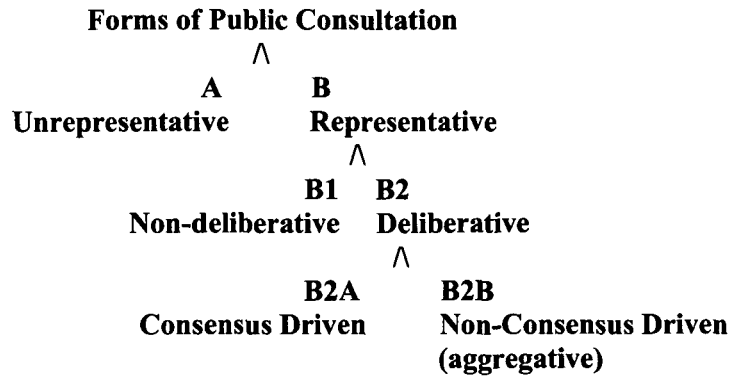 Forms of Public Consultation
/\
A B
Unrepresentative Representative
/\
B1 B2
Non-deliberative Deliberative
/\
B2A B2B
Consensus Driven Non-Consensus Driven
(aggregative)